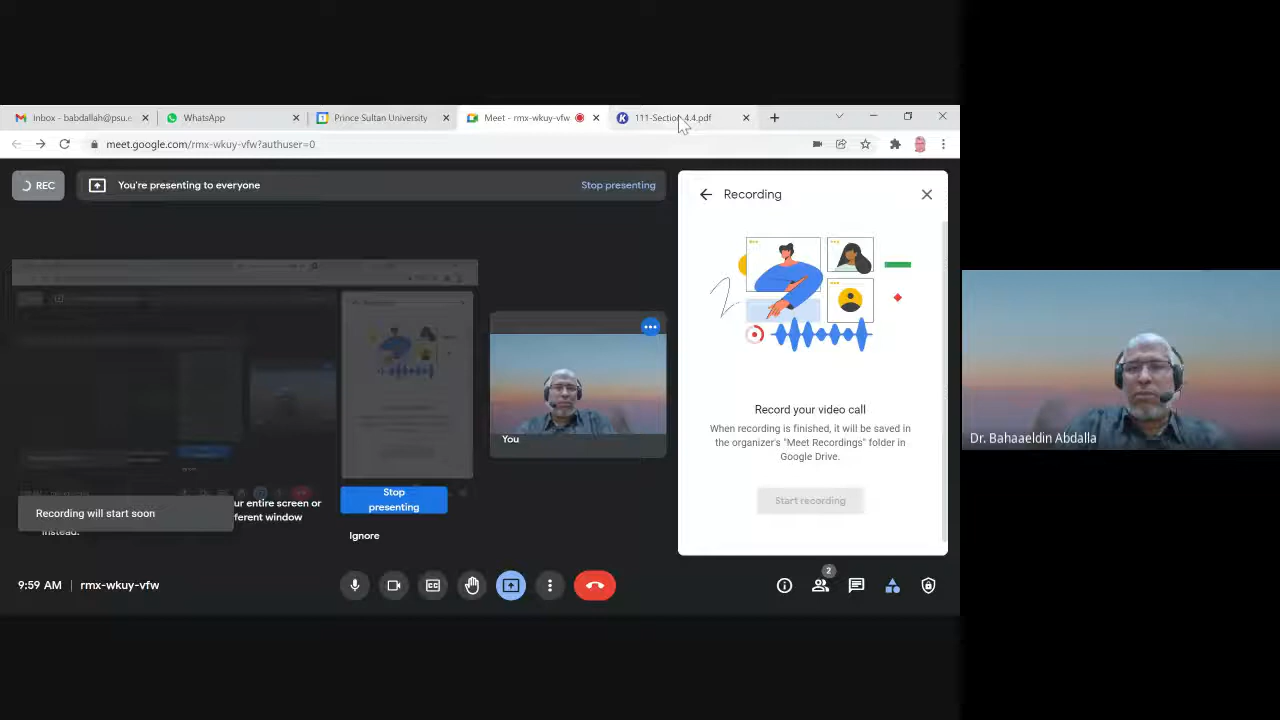 Inbox - babdallah@psu.e
WhatsApp
Prince Sultan University
Meet - rmx-wkuy-vfw
111-Section 4.4.pdf
meet.google.com/rmx-wkuy-vfw?authuser=0
REC
You're presenting to everyone
Stop presenting
Recording
You
Record your video call
When recording is finished, it will be saved in
the organizer's "Meet Recordings" folder in
Google Drive.
Start recording
Recording will start soon
ur entire screen or
ferent window
instead.
Stop
presenting
Ignore
9:59 AM | rmx-wkuy-vfw
2
Dr. Bahaaeldin Abdalla